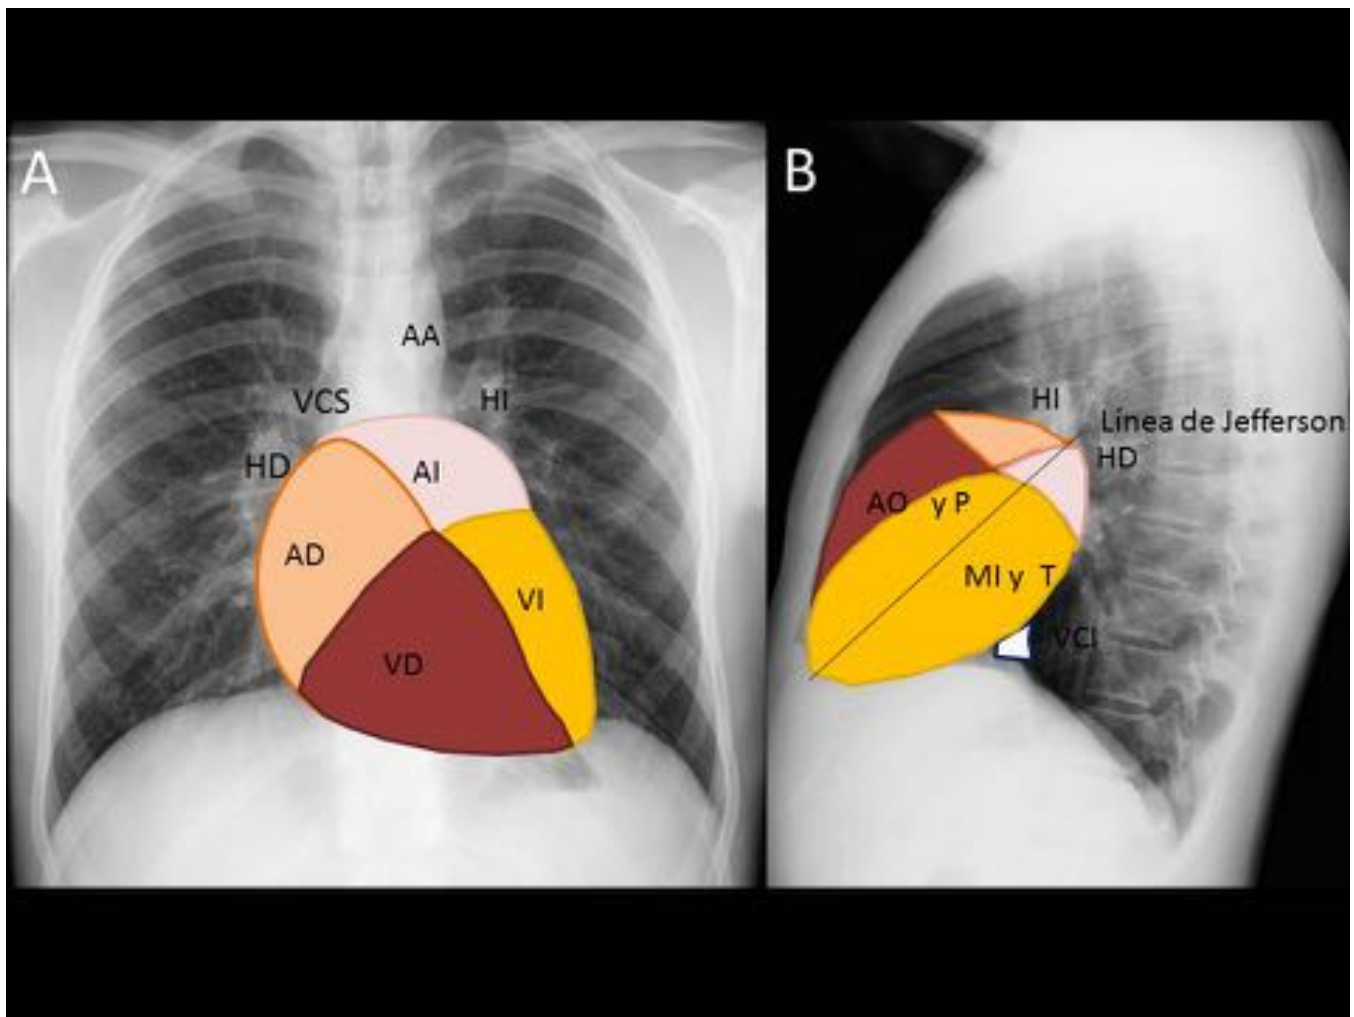 A
AA
VCS
HI
HD
AI
AD
VI
VD
B
HI
Línea de Jefferson
HD
AO y P
MI y T
VCI